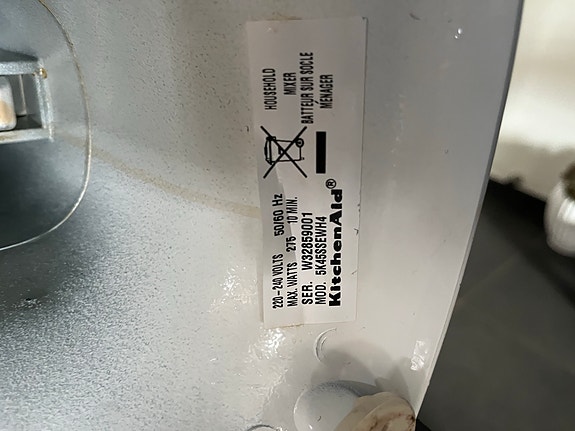 220-240 VOLTS 50/60 Hz
MAX. WATTS 275 10 MIN.
SER. W32859001
MOD. 5K45SSEWH4
KitchenAid®
HOUSEHOLD
MIXER
BATTEUR SUR SOCLE
MENAGER